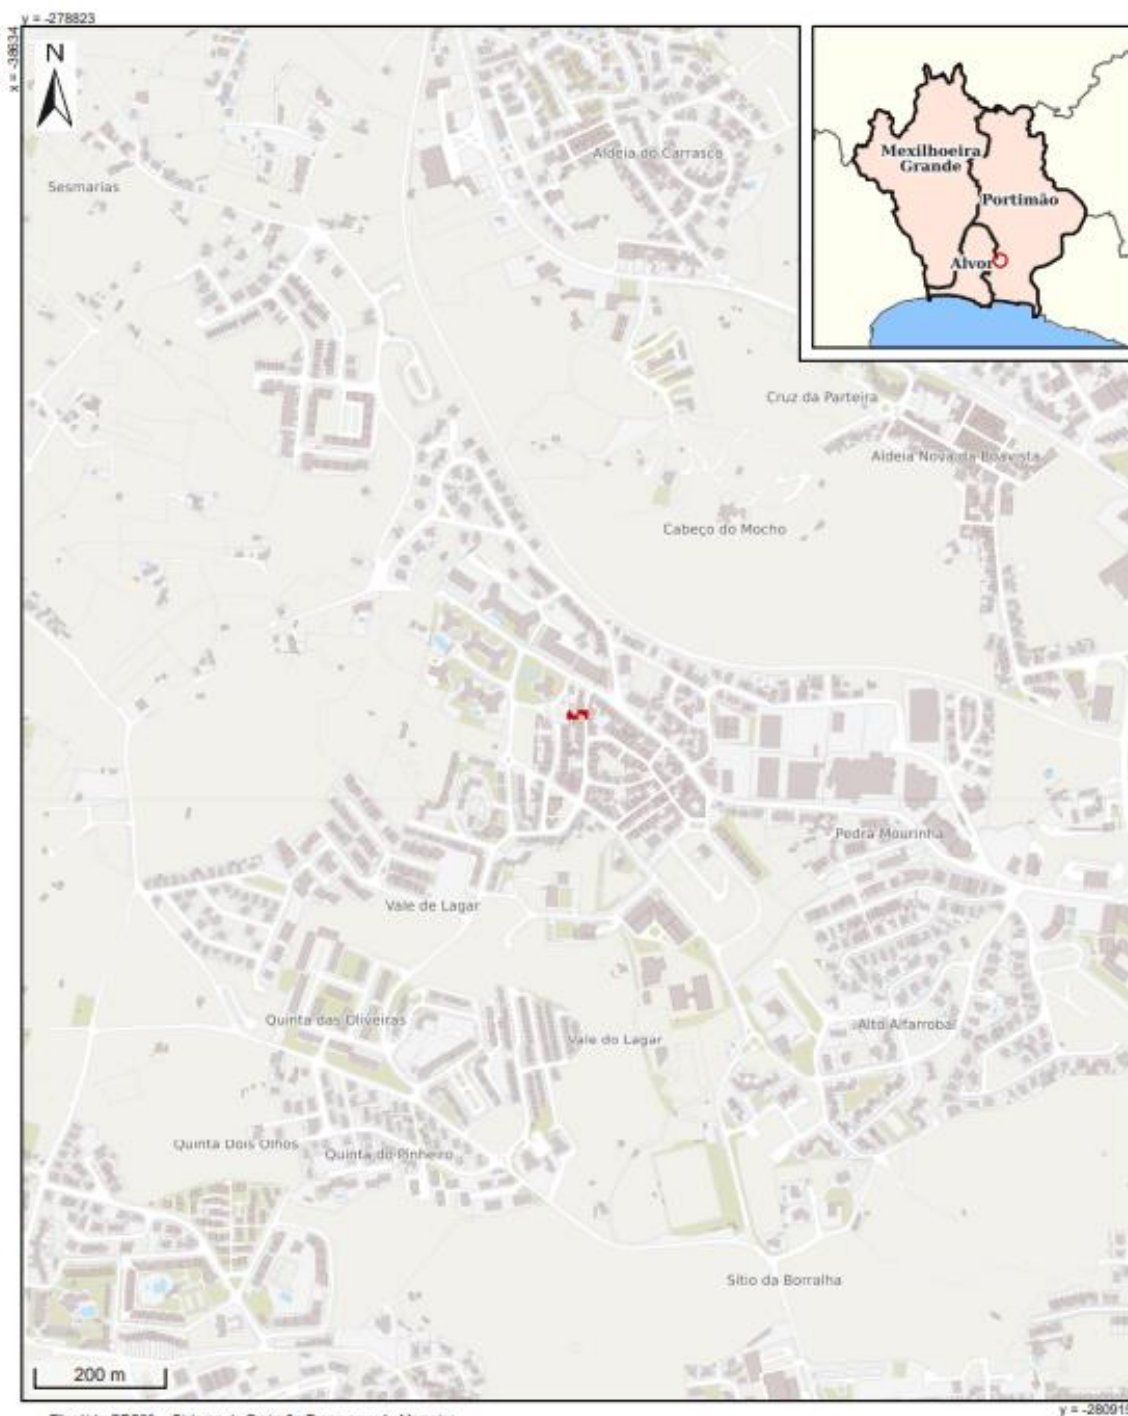 y = -278823
x = -38634
N
Mexilhoeira
Grande
Portimão
Alvor
Aldeia do Carrasco
Sesmarias
Cruz da Parteira
Aldeia Nova da Boavista
Cabeço do Mocho
Pedra Mourinha
Vale de Lagar
Quinta das Oliveiras
Alto Alfarrobal
Vale do Lagar
Quinta Dois Olhos
Quinta do Pinheiro
Sítio da Borralha
200 m
y = -280915